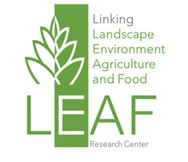 Linking
Landscape
Environment
Agriculture
and Food
LEAF
Research Center